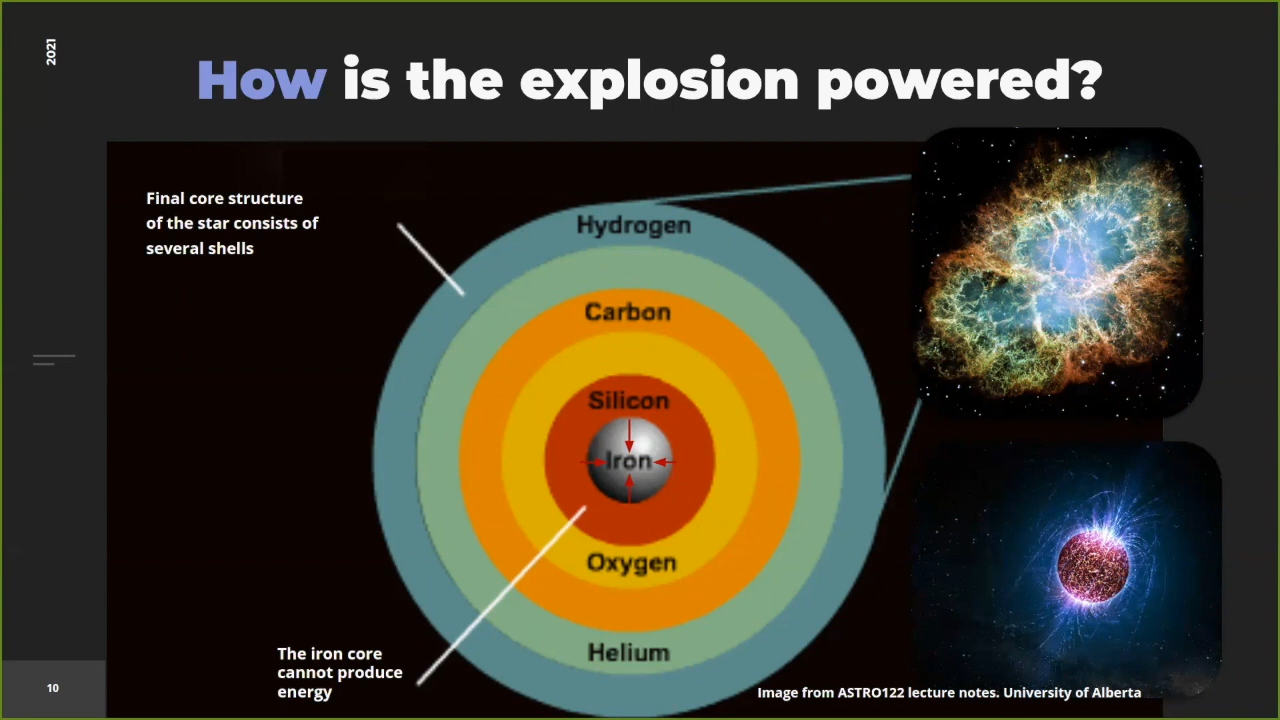 2021
How is the explosion powered?
Final core structure
of the star consists of
several shells
Hydrogen
Carbon
Silicon
Iron
Oxygen
Helium
The iron core
cannot produce
energy
10
Image from ASTRO122 lecture notes. University of Alberta